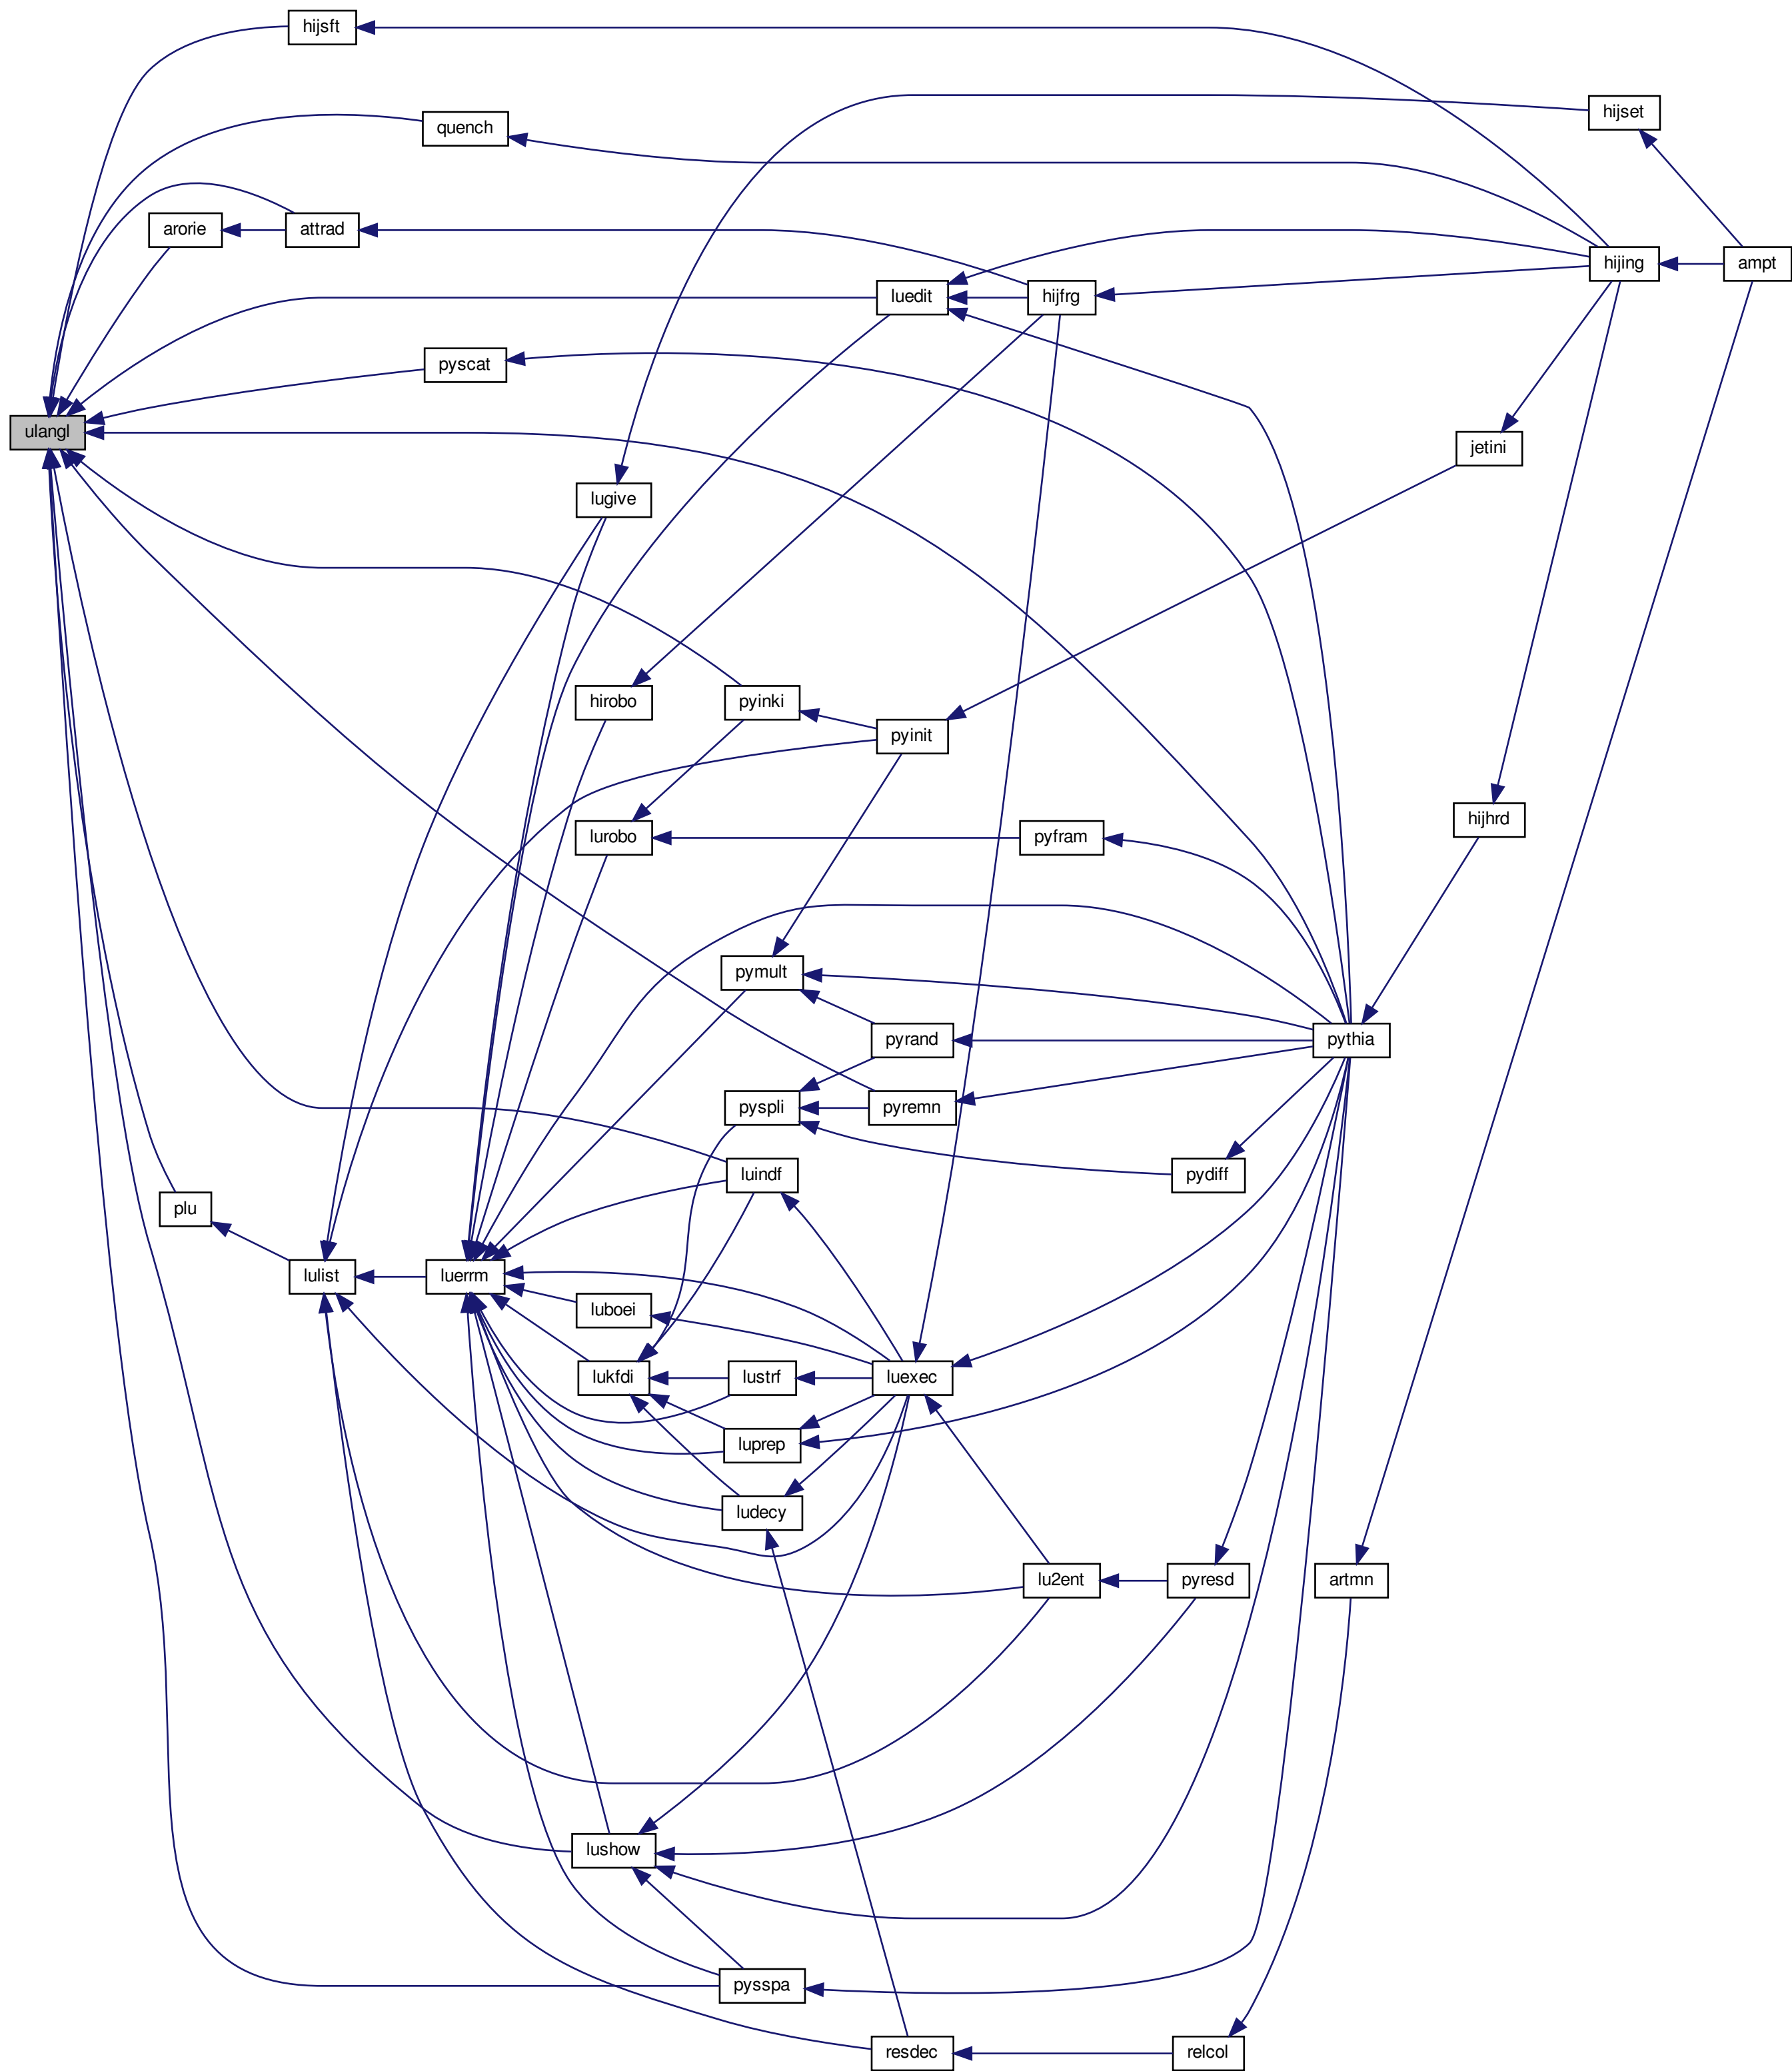 hijsft
hijset
quench
arorie
attrad
hijing
ampt
luedit
hijfrg
pyscat
ulangl
jetini
lugive
hirobo
pyinki
pyinit
hijhrd
lurobo
pyfram
pymult
pyrand
pythia
pyspli
pyremn
luindf
pydiff
plu
lulist
luerrm
luboei
lukfdi
lustrf
luexec
luprep
ludecy
lu2ent
pyresd
artmn
lushow
pysspa
resdec
relcol